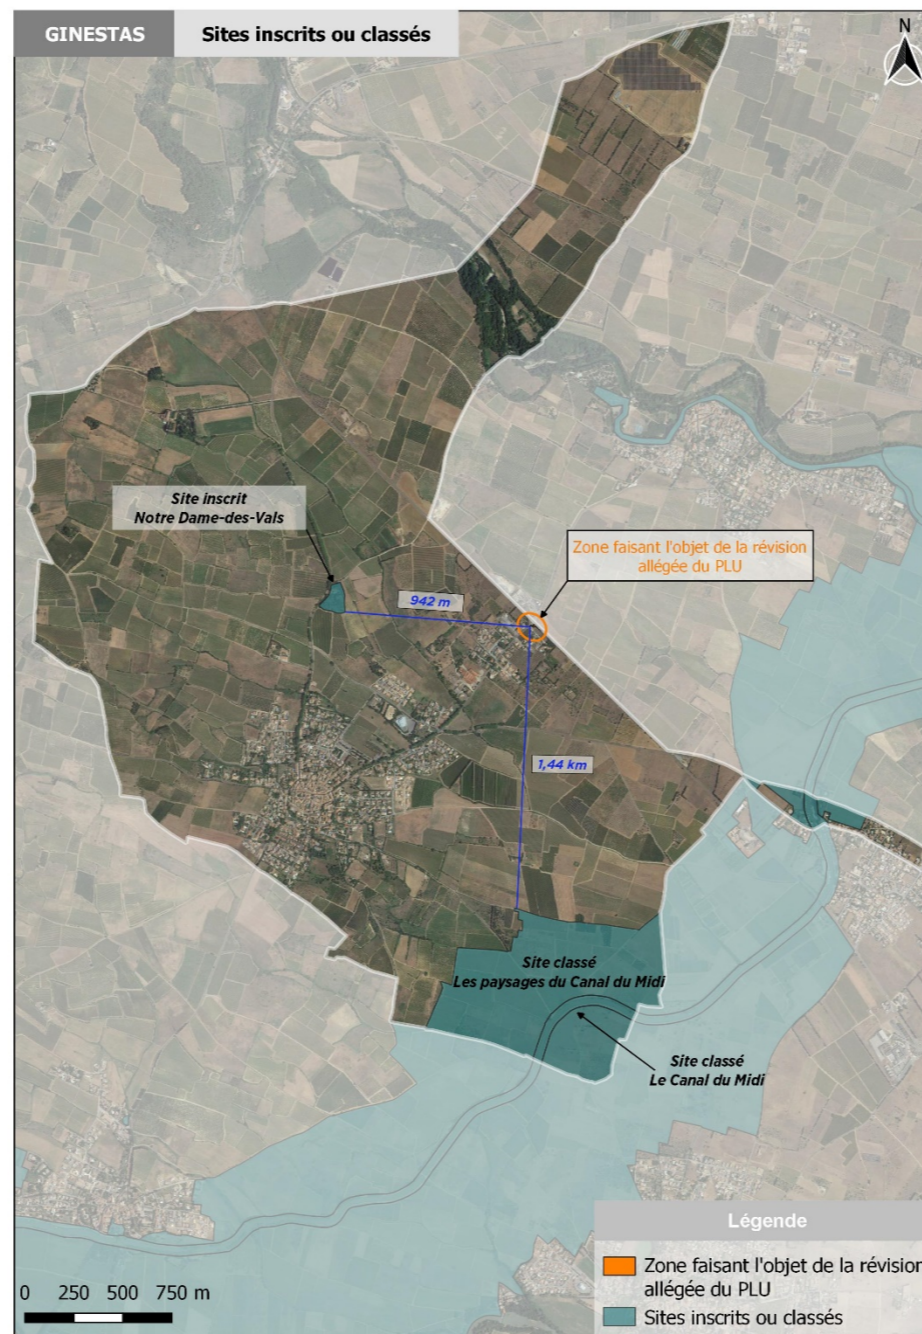 GINESTAS
Sites inscrits ou classés
N
Site inscrit
Notre Dame-des-Vals
Zone faisant l'objet de la révision
allégée du PLU
942 m
1,44 km
Site classé
Les paysages du Canal du Midi
Site classé
Le Canal du Midi
Légende
Zone faisant l'objet de la révision
allégée du PLU
Sites inscrits ou classés
0 250 500 750 m